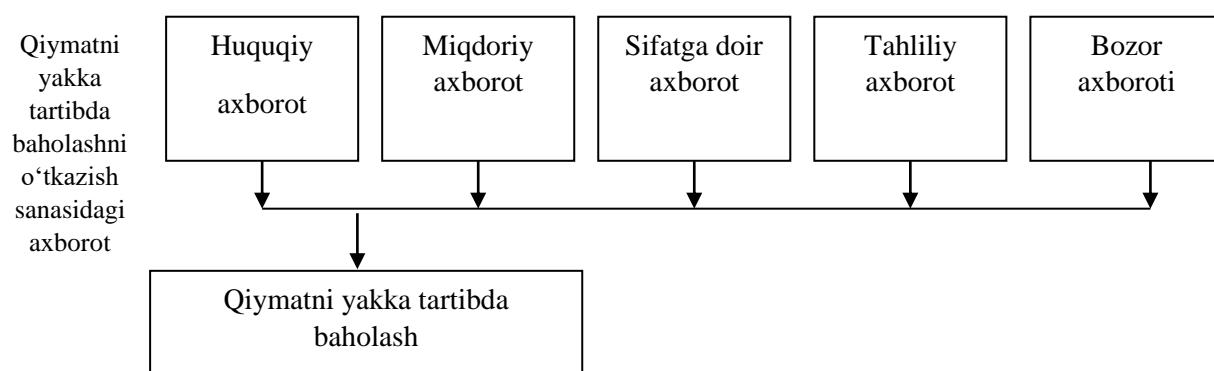 Qiymatni
yakka
tartibda
baholashni
o‘tkazish
sanasidagi
axborot
Huquqiy
axborot
Miqdoriy
axborot
Sifatga doir
axborot
Tahliliy
axborot
Bozor
axboroti
Qiymatni yakka tartibda
baholash